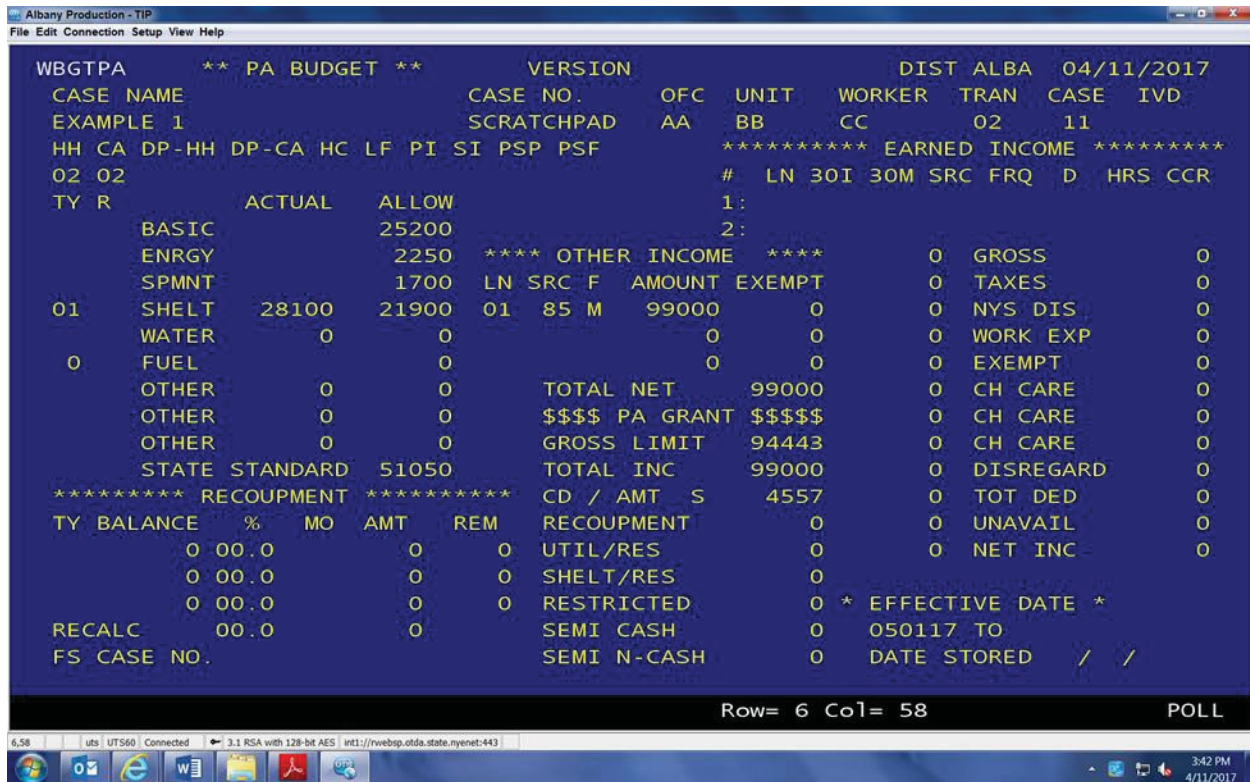 Albany Production - TIP
File Edit Connection Setup View Help
WBGTPA ** PA BUDGET ** VERSION DIST ALBA 04/11/2017
CASE NAME CASE NO. OFC UNIT WORKER TRAN CASE IVD
EXAMPLE 1 SCRATCHPAD AA BB CC 02 11
HH CA DP-HH DP-CA HC LF PI SI PSP PSF ********** EARNED INCOME *********
02 02 # LN 30I 30M SRC FRQ D HRS CCR
TY R ACTUAL ALLOW 1:
BASIC 25200 2:
ENRGY 2250 **** OTHER INCOME **** 0 GROSS 0
SPMNT 1700 LN SRC F AMOUNT EXEMPT 0 TAXES 0
01 SHELT 28100 21900 01 85 M 99000 0 0 NYS DIS 0
WATER 0 0 0 0 0 WORK EXP 0
0 FUEL 0 0 0 0 EXEMPT 0
OTHER 0 0 TOTAL NET 99000 0 CH CARE 0
OTHER 0 0 $$$$ PA GRANT $$$$$ 0 CH CARE 0
OTHER 0 0 GROSS LIMIT 94443 0 CH CARE 0
STATE STANDARD 51050 TOTAL INC 99000 0 DISREGARD 0
********* RECOUPMENT ********** CD / AMT S 4557 0 TOT DED 0
TY BALANCE % MO AMT REM RECOUPMENT 0 0 UNAVAIL 0
0 00.0 0 0 UTIL/RES 0 0 NET INC 0
0 00.0 0 0 SHELT/RES 0
0 00.0 0 0 RESTRICTED 0 * EFFECTIVE DATE *
RECALC 00.0 0 SEMI CASH 0 050117 TO
FS CASE NO. SEMI N-CASH 0 DATE STORED / /
Row= 6 Col= 58 POLL
6,58 uts UTS60 Connected 3.1 RSA with 128-bit AES int1://rwebsp.otda.state.nyenet:443
3:42 PM
4/11/2017